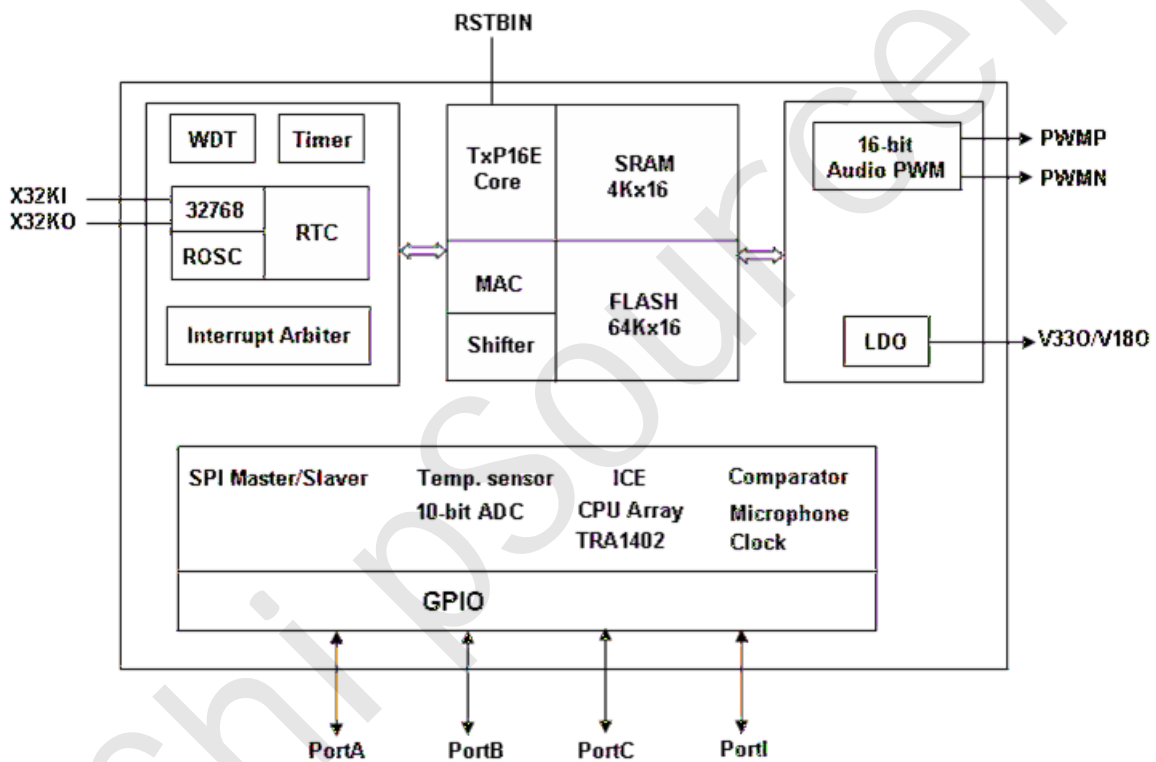 RSTBIN
WDT
Timer
X32KI
X32KO
32768
ROSC
RTC
Interrupt Arbiter
TxP16E
Core
SRAM
4Kx16
MAC
Shifter
FLASH
64Kx16
16-bit
Audio PWM
PWMP
PWMN
LDO
V33O/V18O
SPI Master/Slaver
Temp. sensor
10-bit ADC
ICE
CPU Array
TRA1402
Comparator
Microphone
Clock
GPIO
PortA
PortB
PortC
PortI
chipSource